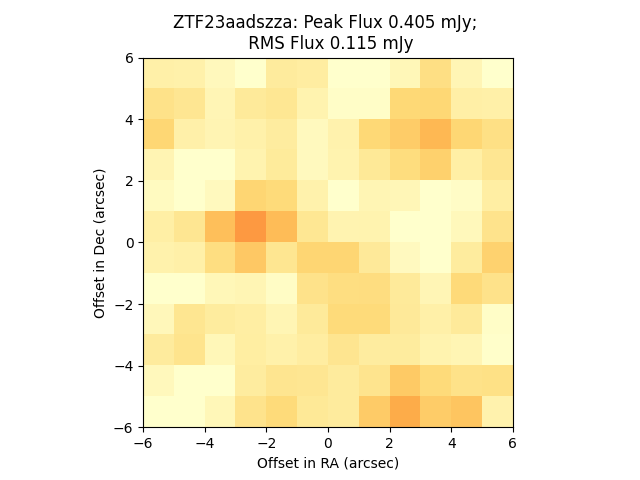 ZTF23aadszza: Peak Flux 0.405 mJy;
RMS Flux 0.115 mJy
6
4
2
0
−2
−4
−6
Offset in Dec (arcsec)
−6 −4 −2 0 2 4 6
Offset in RA (arcsec)